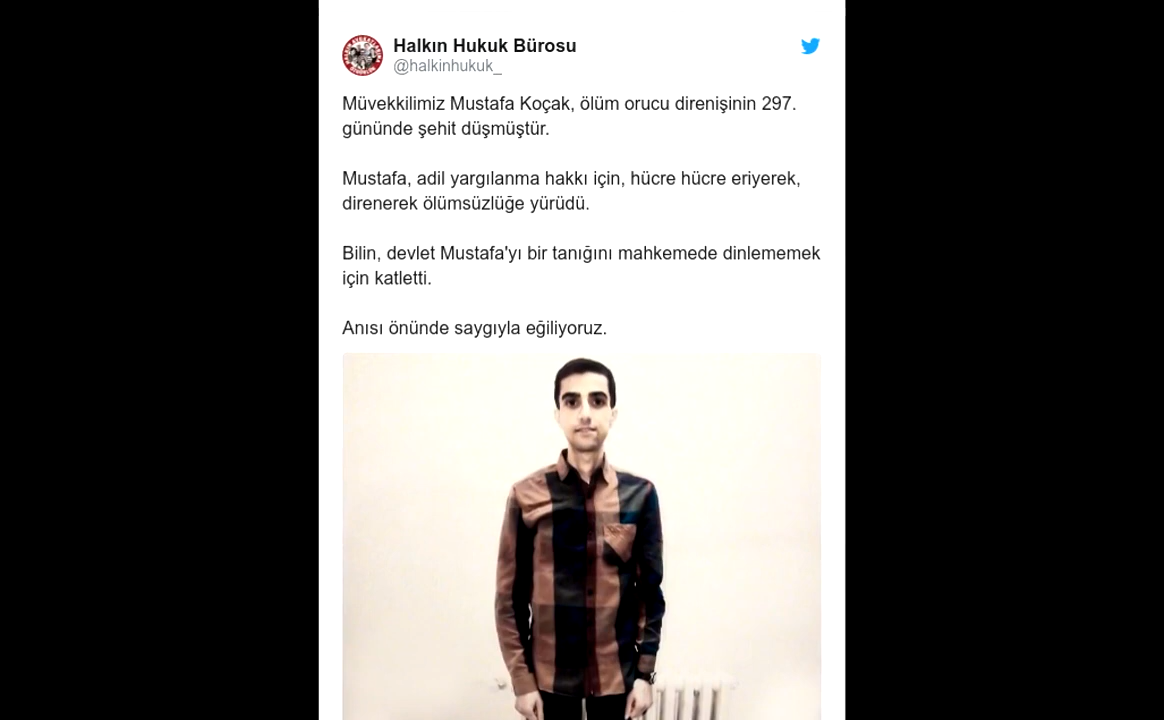 Halkın Hukuk Bürosu
@halkinhukuk_
Müvekkilimiz Mustafa Koçak, ölüm orucu direnişinin 297.
gününde şehit düşmüştür.
Mustafa, adil yargılanma hakkı için, hücre hücre eriyerek,
direnerek ölümsüzlüğe yürüdü.
Bilin, devlet Mustafa'yı bir tanığını mahkemede dinlememek
için katletti.
Anısı önünde saygıyla eğiliyoruz.